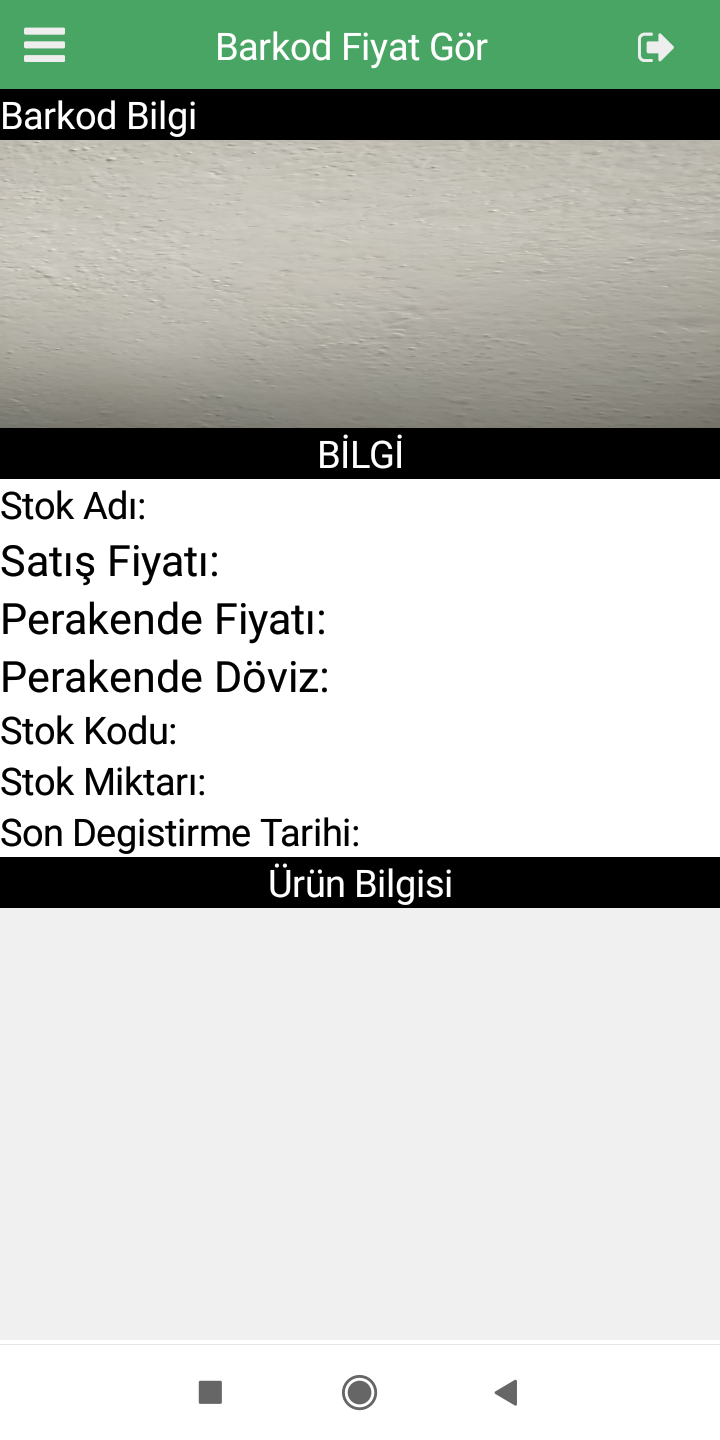 Barkod Fiyat Gör
Barkod Bilgi
BİLGİ
Stok Adı:
Satış Fiyatı:
Perakende Fiyatı:
Perakende Döviz:
Stok Kodu:
Stok Miktarı:
Son Degistirme Tarihi:
Ürün Bilgisi